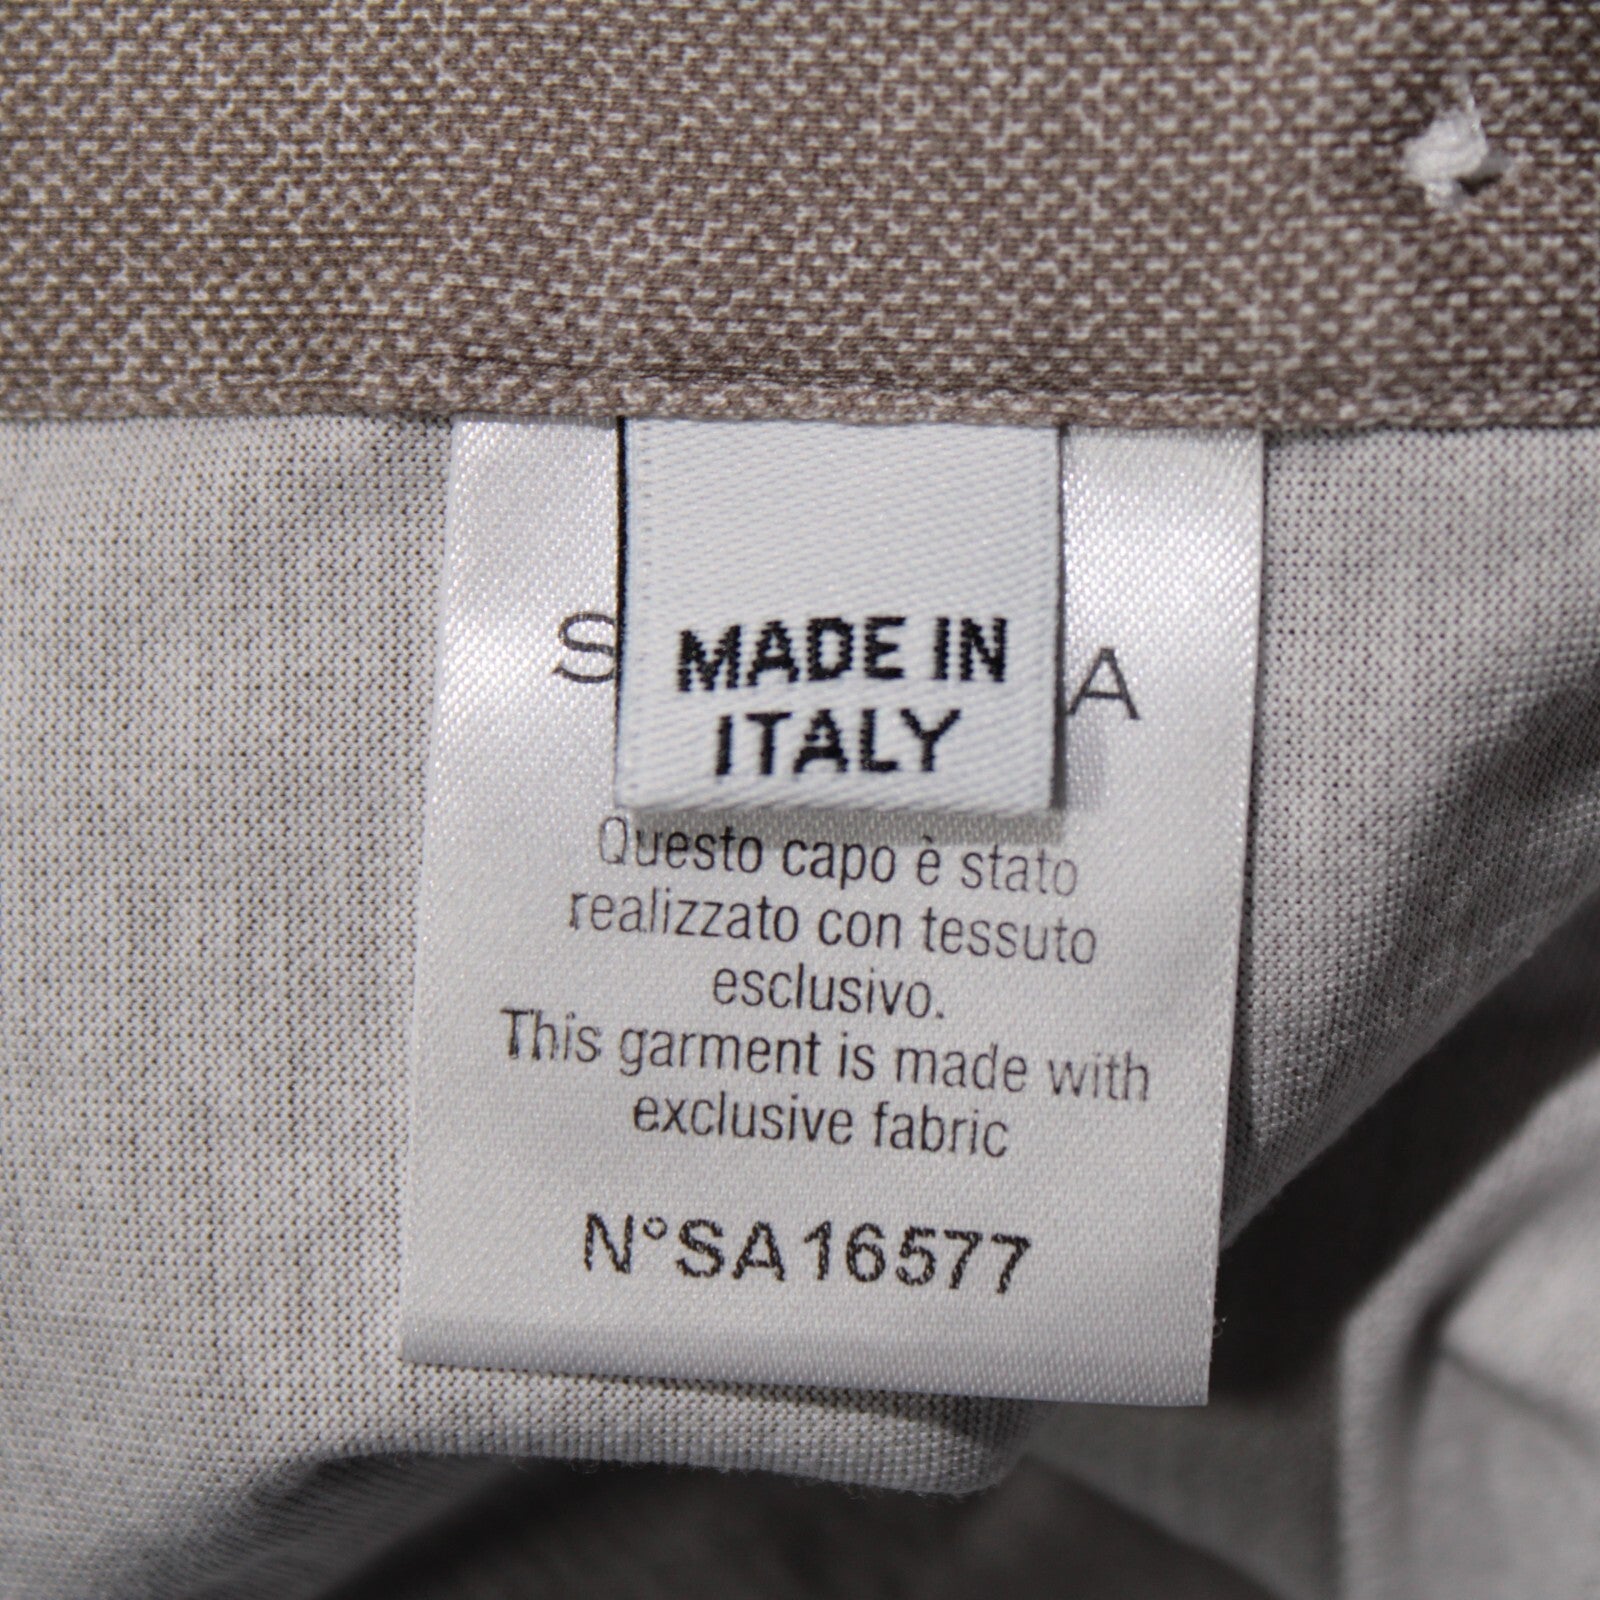 MADE IN
ITALY
Questo capo è stato
realizzato con tessuto
esclusivo.
This garment is made with
exclusive fabric
N°SA16577